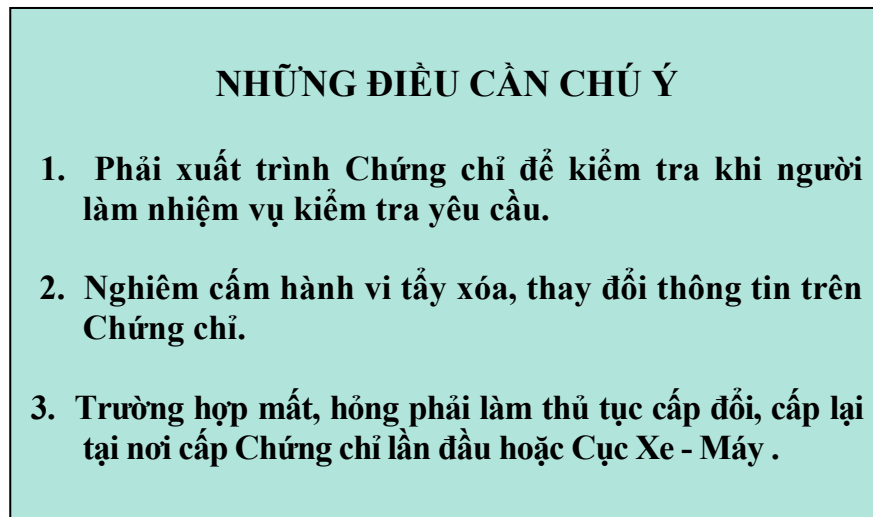 NHỮNG ĐIỀU CẦN CHÚ Ý
1. Phải xuất trình Chứng chỉ để kiểm tra khi người
làm nhiệm vụ kiểm tra yêu cầu.
2. Nghiêm cấm hành vi tẩy xóa, thay đổi thông tin trên
Chứng chỉ.
3. Trường hợp mất, hỏng phải làm thủ tục cấp đổi, cấp lại
tại nơi cấp Chứng chỉ lần đầu hoặc Cục Xe - Máy .